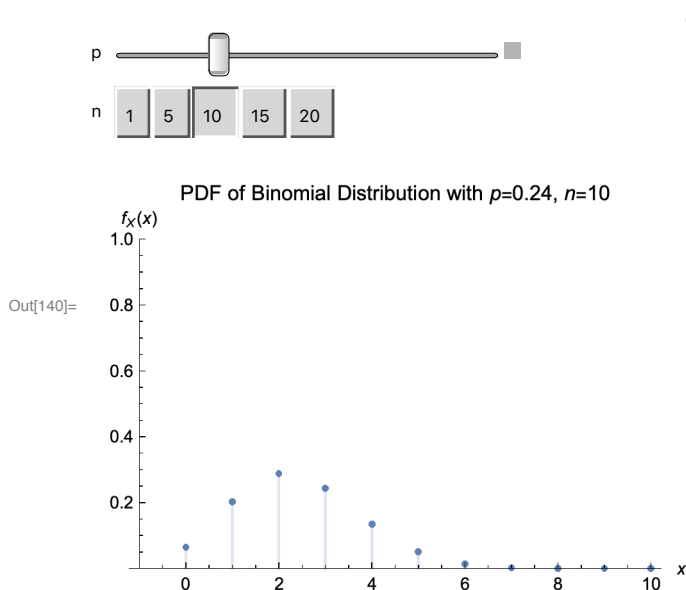 p
n 1 5 10 15 20
PDF of Binomial Distribution with p=0.24, n=10
fX(x)
1.0
Out[140]=
0.8
0.6
0.4
0.2
0 2 4 6 8 10 x